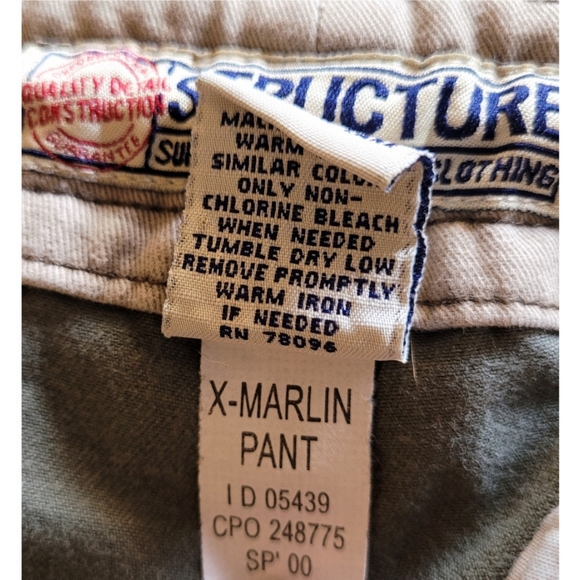 QUALITY DETAIL
CONSTRUCTION
GUARANTEE
STRUCTURE
CLOTHING
WARM
SIMILAR
ONLY NON-
CHLORINE BLEACH
WHEN NEEDED
TUMBLE DRY LOW
REMOVE PROMPTLY
WARM IRON
IF NEEDED
RN 78096
X-MARLIN
PANT
I D 05439
CPO 248775
SP' 00